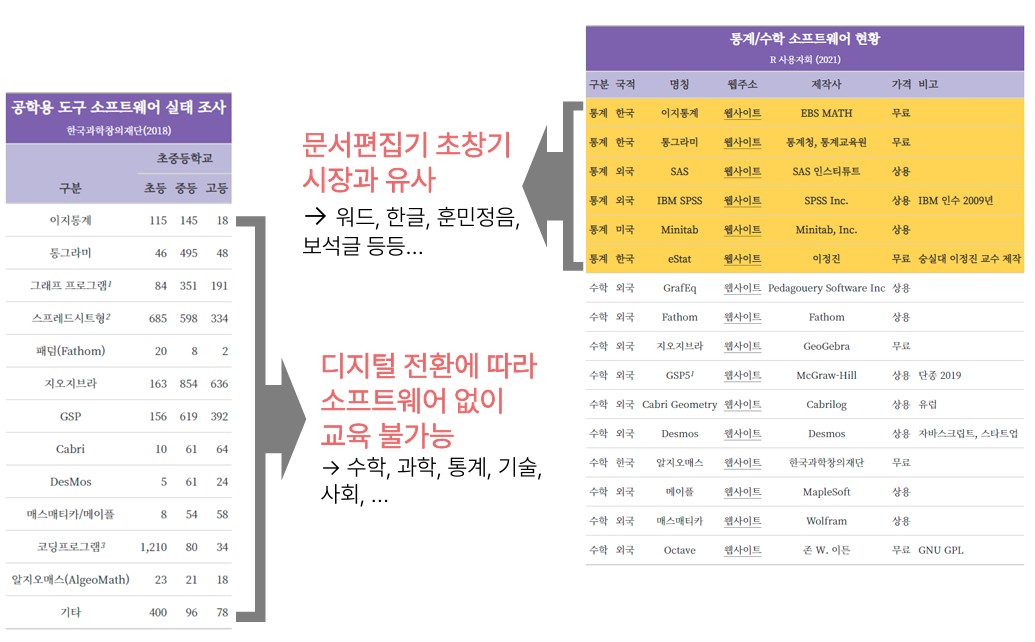 공학용 도구 소프트웨어 실태 조사
한국과학창의재단(2018)
초중등학교
구분 초등 중등 고등
이지통계 115 145 18
통그라미 46 495 48
그래프 프로그램1 84 351 191
스프레드시트형2 685 598 334
패덤(Fathom) 20 8 2
지오지브라 163 854 636
GSP 156 619 392
Cabri 10 61 64
DesMos 5 61 24
매스매티카/메이플 8 54 58
코딩프로그램3 1,210 80 34
알지오매스(AlgeoMath) 23 21 18
기타 400 96 78
문서편집기 초창기
시장과 유사
→ 워드, 한글, 훈민정음,
보석글 등등...
디지털 전환에 따라
소프트웨어 없이
교육 불가능
→ 수학, 과학, 통계, 기술,
사회, ...
통계/수학 소프트웨어 현황
R 사용자회 (2021)
구분 국적 명칭 웹주소 제작사 가격 비고
통계 한국 이지통계 웹사이트 EBS MATH 무료
통계 한국 통그라미 웹사이트 통계청, 통계교육원 무료
통계 외국 SAS 웹사이트 SAS 인스티튜트 상용
통계 외국 IBM SPSS 웹사이트 SPSS Inc. 상용 IBM 인수 2009년
통계 미국 Minitab 웹사이트 Minitab, Inc. 상용
통계 한국 eStat 웹사이트 이정진 무료 숭실대 이정진 교수 제작
수학 외국 GrafEq 웹사이트 Pedagouery Software Inc 상용
수학 외국 Fathom 웹사이트 Fathom 상용
수학 외국 지오지브라 웹사이트 GeoGebra 무료
수학 외국 GSP51 웹사이트 McGraw-Hill 상용 단종 2019
수학 외국 Cabri Geometry 웹사이트 Cabrilog 상용 유럽
수학 외국 Desmos 웹사이트 Desmos 상용 자바스크립트, 스타트업
수학 한국 알지오매스 웹사이트 한국과학창의재단 무료
수학 외국 메이플 웹사이트 MapleSoft 상용
수학 외국 매스매티카 웹사이트 Wolfram 상용
수학 외국 Octave 웹사이트 존 W. 이튼 무료 GNU GPL